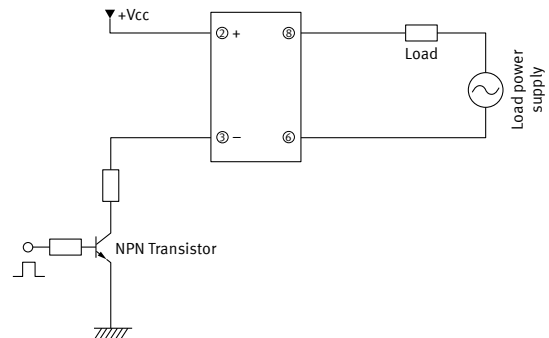 +Vcc
② +
⑧
Load
Load power
supply
③ −
⑥
NPN Transistor